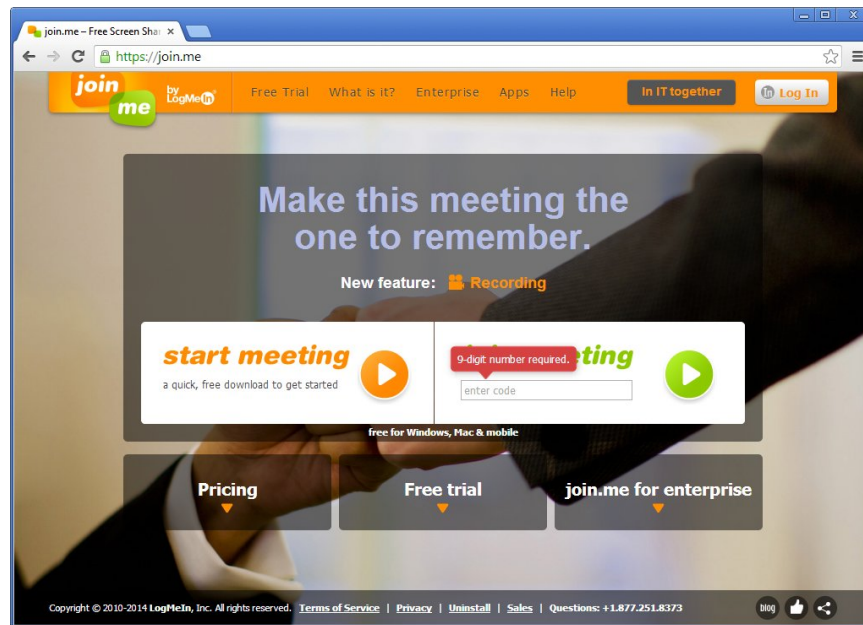 join.me – Free Screen Shar
https://join.me
join
me
by
LogMeIn
Free Trial What is it? Enterprise Apps Help
In IT together
in Log In
Make this meeting the
one to remember.
New feature: Recording
start meeting
a quick, free download to get started
9-digit number required.
ting
enter code
free for Windows, Mac & mobile
Pricing
Free trial
join.me for enterprise
Copyright © 2010-2014 LogMeIn, Inc. All rights reserved. Terms of Service | Privacy | Uninstall | Sales | Questions: +1.877.251.8373
blog